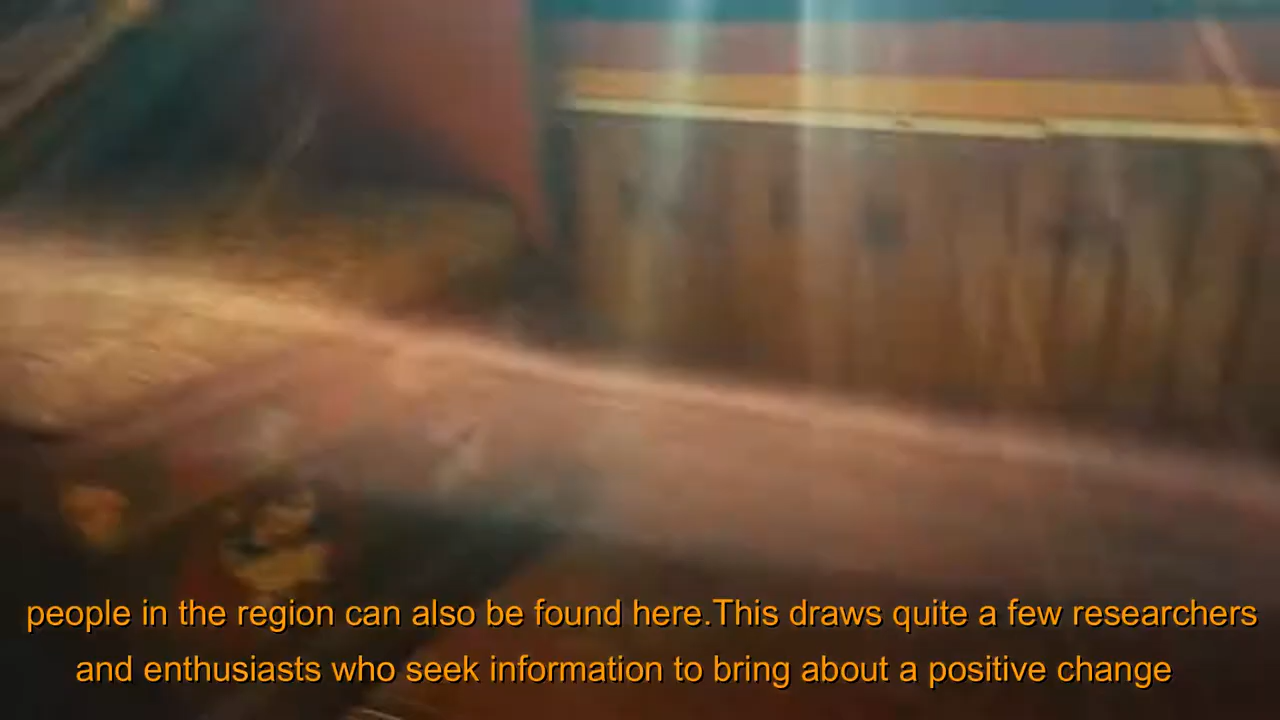 people in the region can also be found here.This draws quite a few researchers
and enthusiasts who seek information to bring about a positive change